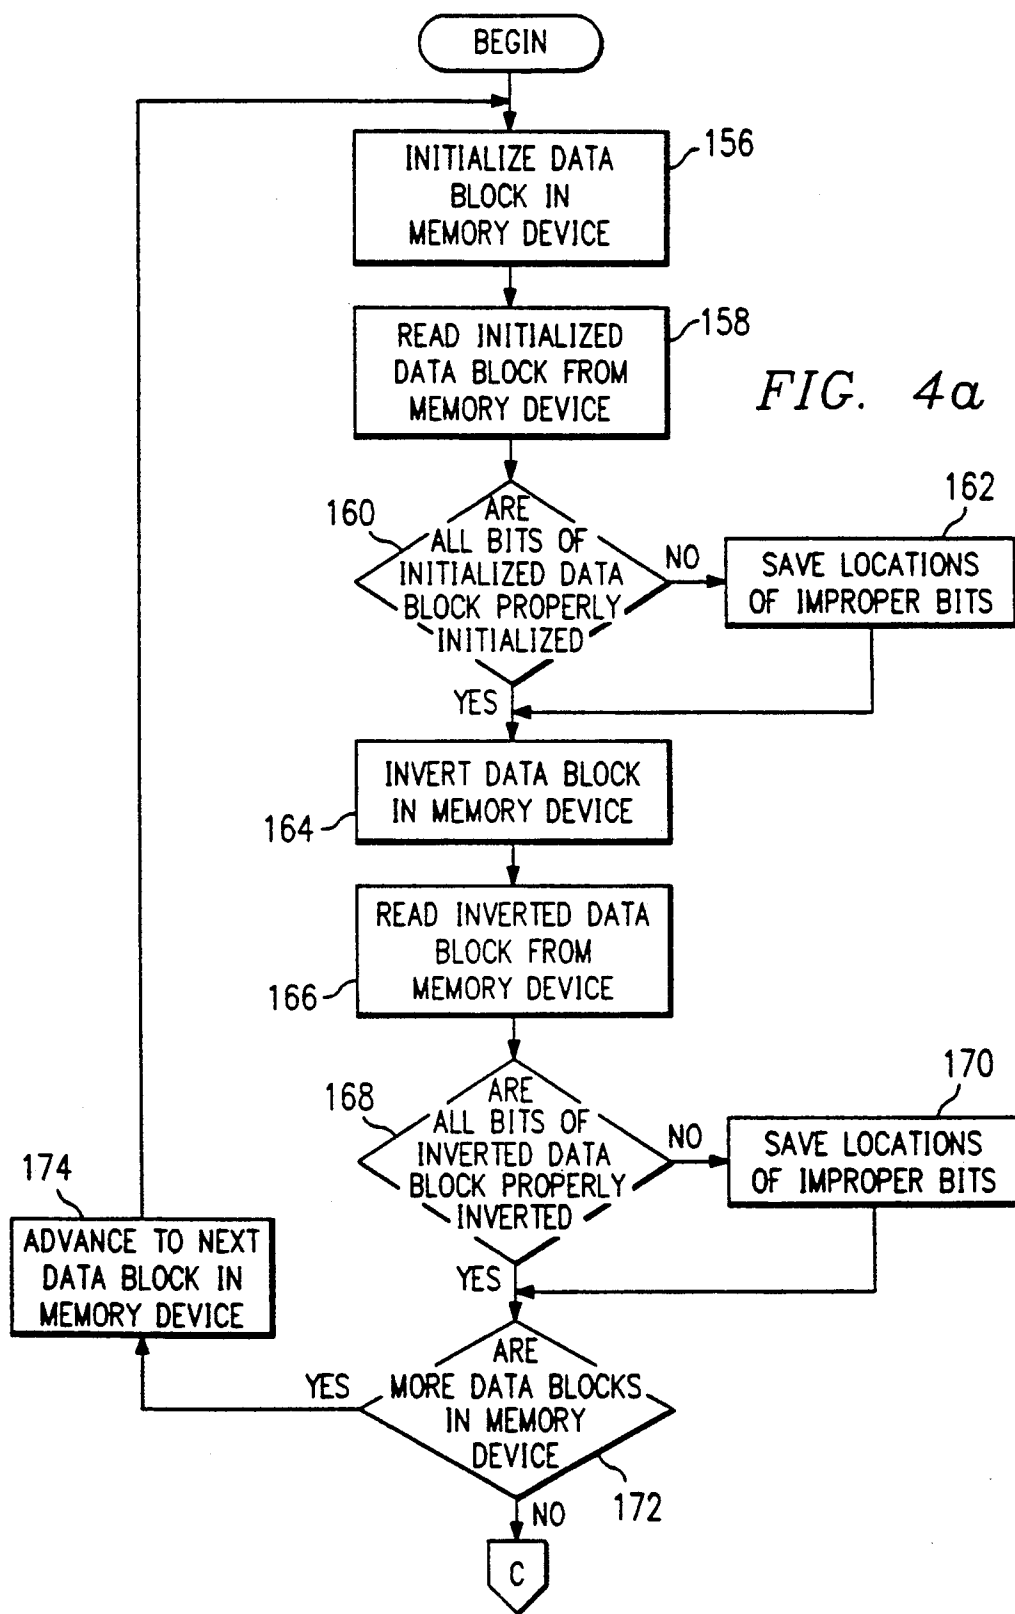 BEGIN
INITIALIZE DATA
BLOCK IN
MEMORY DEVICE
156
READ INITIALIZED
DATA BLOCK FROM
MEMORY DEVICE
158
FIG. 4a
160
ARE
ALL BITS OF
INITIALIZED DATA
BLOCK PROPERLY
INITIALIZED
NO
162
SAVE LOCATIONS
OF IMPROPER BITS
YES
INVERT DATA BLOCK
IN MEMORY DEVICE
164
READ INVERTED DATA
BLOCK FROM
MEMORY DEVICE
166
168
ARE
ALL BITS OF
INVERTED DATA
BLOCK PROPERLY
INVERTED
NO
170
SAVE LOCATIONS
OF IMPROPER BITS
YES
174
ADVANCE TO NEXT
DATA BLOCK IN
MEMORY DEVICE
YES
ARE
MORE DATA BLOCKS
IN MEMORY
DEVICE
172
NO
C